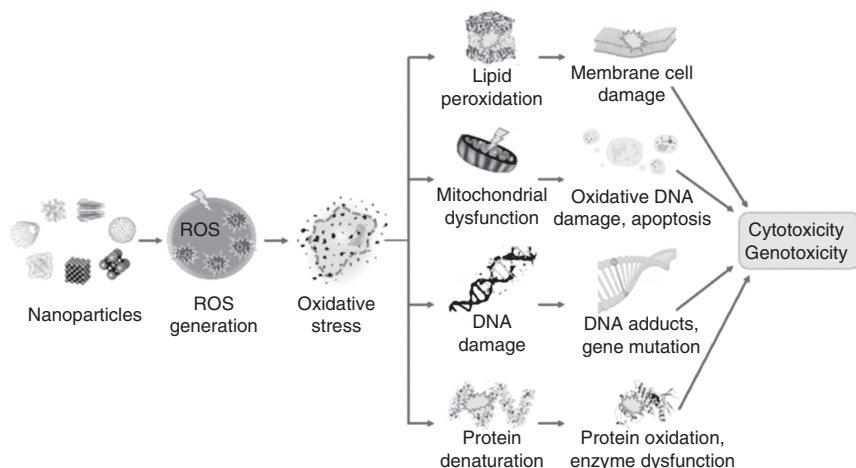 Nanoparticles
ROS
ROS
generation
Oxidative
stress
Lipid
peroxidation
Membrane cell
damage
Mitochondrial
dysfunction
Oxidative DNA
damage, apoptosis
DNA
damage
DNA adducts,
gene mutation
Protein
denaturation
Protein oxidation,
enzyme dysfunction
Cytotoxicity
Genotoxicity